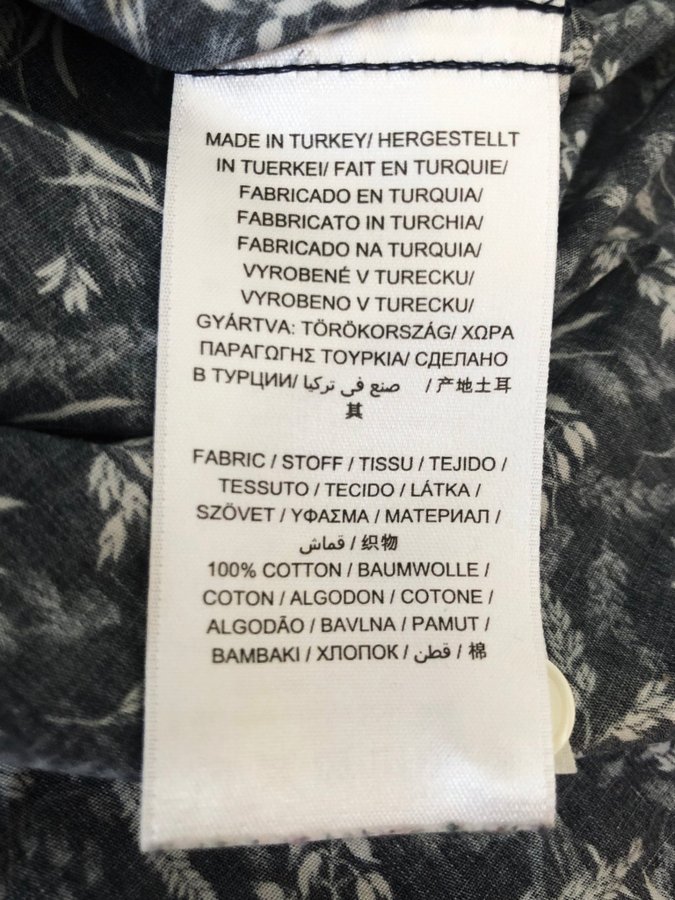 MADE IN TURKEY/ HERGESTELLT
IN TUERKEI/ FAIT EN TURQUIE/
FABRICADO EN TURQUIA/
FABBRICATO IN TURCHIA/
FABRICADO NA TURQUIA/
VYROBENÉ V TURECKU/
VYROBENO V TURECKU/
GYÁRTVA: TÖRÖKORSZÁG/ ΧΩΡΑ
ΠΑΡΑΓΩΓΗΣ ΤΟΥΡΚΙΑ/ СДЕЛАНО
В ТУРЦИИ/ صنع في تركيا / 产地土耳
其
FABRIC / STOFF / TISSU / TEJIDO /
TESSUTO / TECIDO / LÁTKA /
SZÖVET / ΥΦΑΣΜΑ / МАТЕРИАЛ /
قماش / 织物
100% COTTON / BAUMWOLLE /
COTON / ALGODON / COTONE /
ALGODÃO / BAVLNA / PAMUT /
ΒΑΜΒΑΚΙ / ХЛОПОК / قطن / 棉